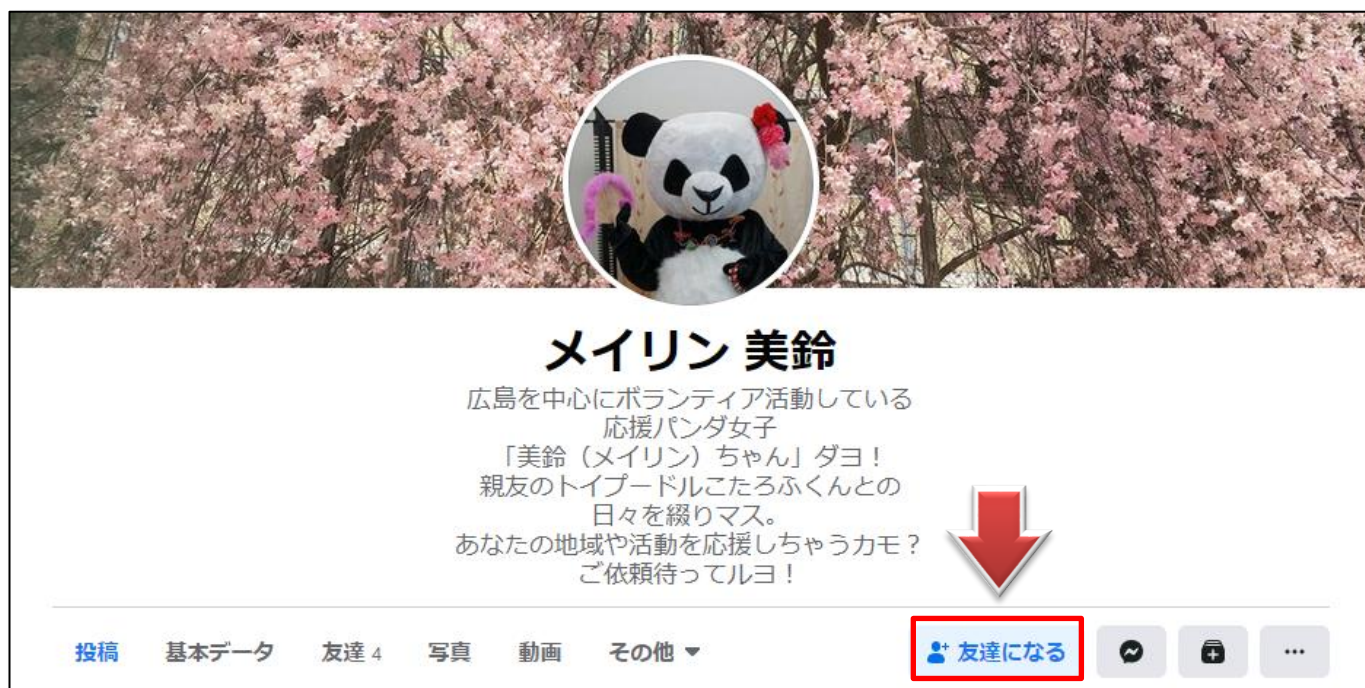 メイリン 美鈴
広島を中心にボランティア活動している
応援パンダ女子
「美鈴（メイリン）ちゃん」ダヨ！
親友のトイプードルこたろふくんとの
日々を綴りマス。
あなたの地域や活動を応援しちゃうカモ？
ご依頼待ってルヨ！
投稿 基本データ 友達 4 写真 動画 その他 ▼ 友達になる ···